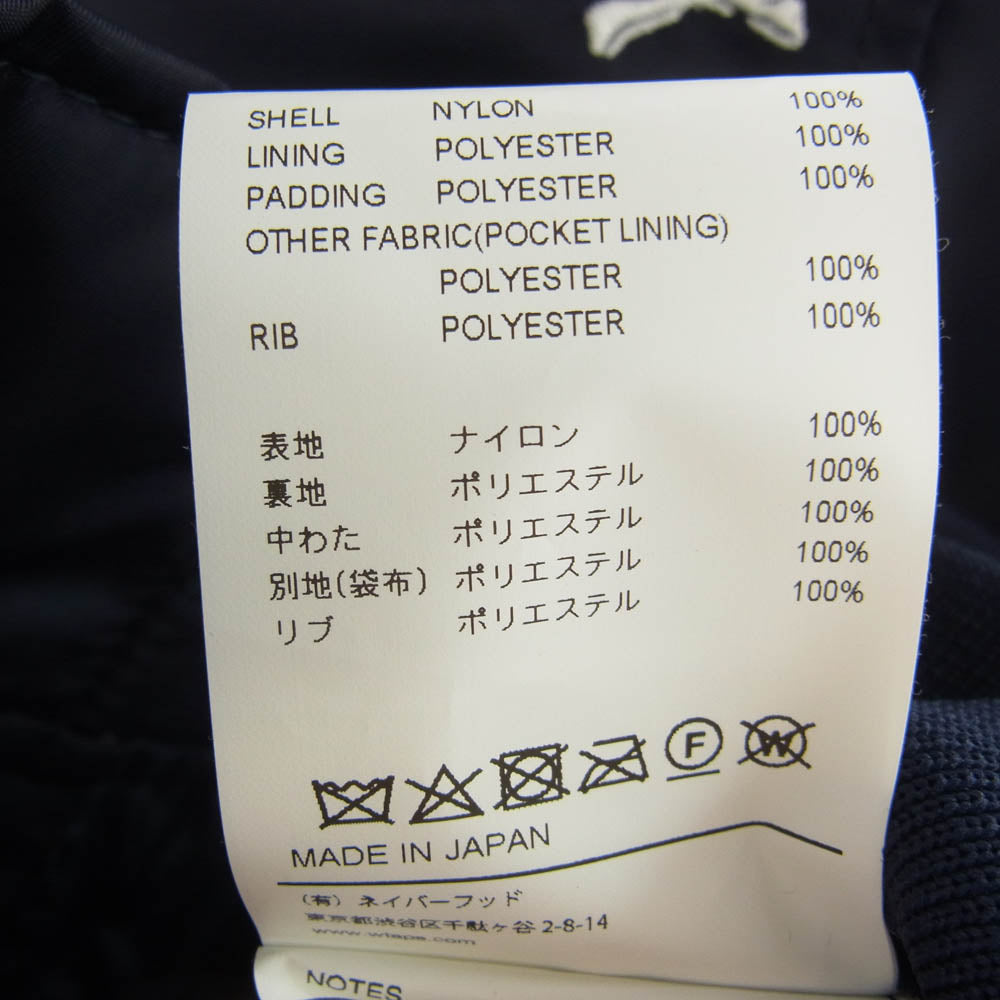 SHELL NYLON 100%
LINING POLYESTER 100%
PADDING POLYESTER 100%
OTHER FABRIC(POCKET LINING)
POLYESTER 100%
RIB POLYESTER 100%
表地 ナイロン 100%
裏地 ポリエステル 100%
中わた ポリエステル 100%
別地(袋布) ポリエステル 100%
リブ ポリエステル 100%
F W
MADE IN JAPAN
(有) ネイバーフッド
東京都渋谷区千駄ヶ谷 2-8-14
www.wtaps.com
NOTES